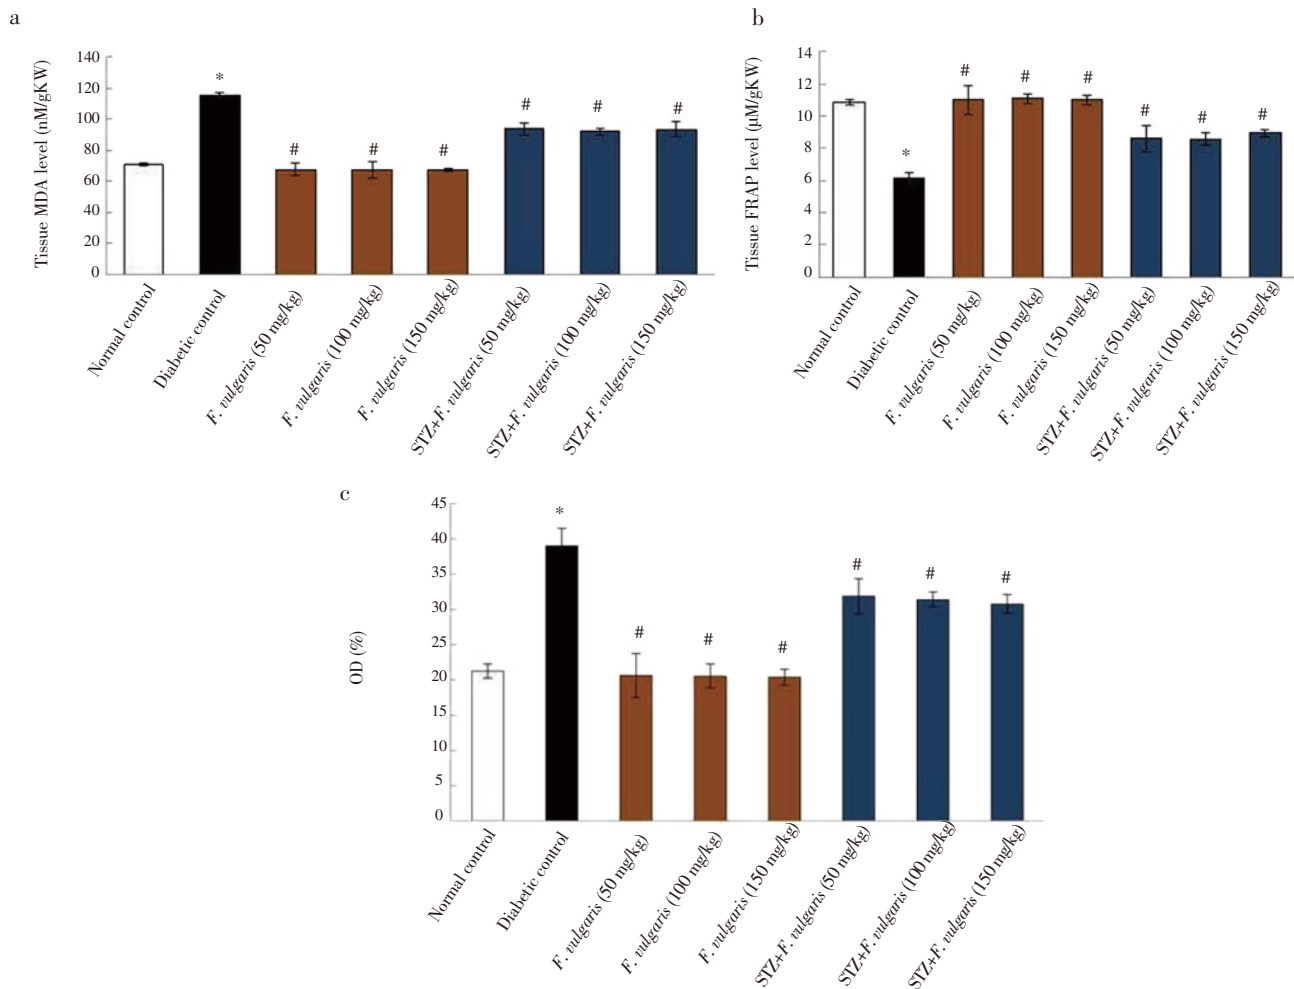 a
Tissue MDA level (nM/gKW)
140
120
100
80
60
40
20
0
*
#
#
#
#
#
#
Normal control
Diabetic control
F. vulgaris (50 mg/kg)
F. vulgaris (100 mg/kg)
F. vulgaris (150 mg/kg)
STZ+F. vulgaris (50 mg/kg)
STZ+F. vulgaris (100 mg/kg)
STZ+F. vulgaris (150 mg/kg)
b
Tissue FRAP level (μM/gKW)
14
12
10
8
6
4
2
0
*
#
#
#
#
#
#
Normal control
Diabetic control
F. vulgaris (50 mg/kg)
F. vulgaris (100 mg/kg)
F. vulgaris (150 mg/kg)
STZ+F. vulgaris (50 mg/kg)
STZ+F. vulgaris (100 mg/kg)
STZ+F. vulgaris (150 mg/kg)
c
OD (%)
45
40
35
30
25
20
15
10
5
0
*
#
#
#
#
#
#
Normal control
Diabetic control
F. vulgaris (50 mg/kg)
F. vulgaris (100 mg/kg)
F. vulgaris (150 mg/kg)
STZ+F. vulgaris (50 mg/kg)
STZ+F. vulgaris (100 mg/kg)
STZ+F. vulgaris (150 mg/kg)